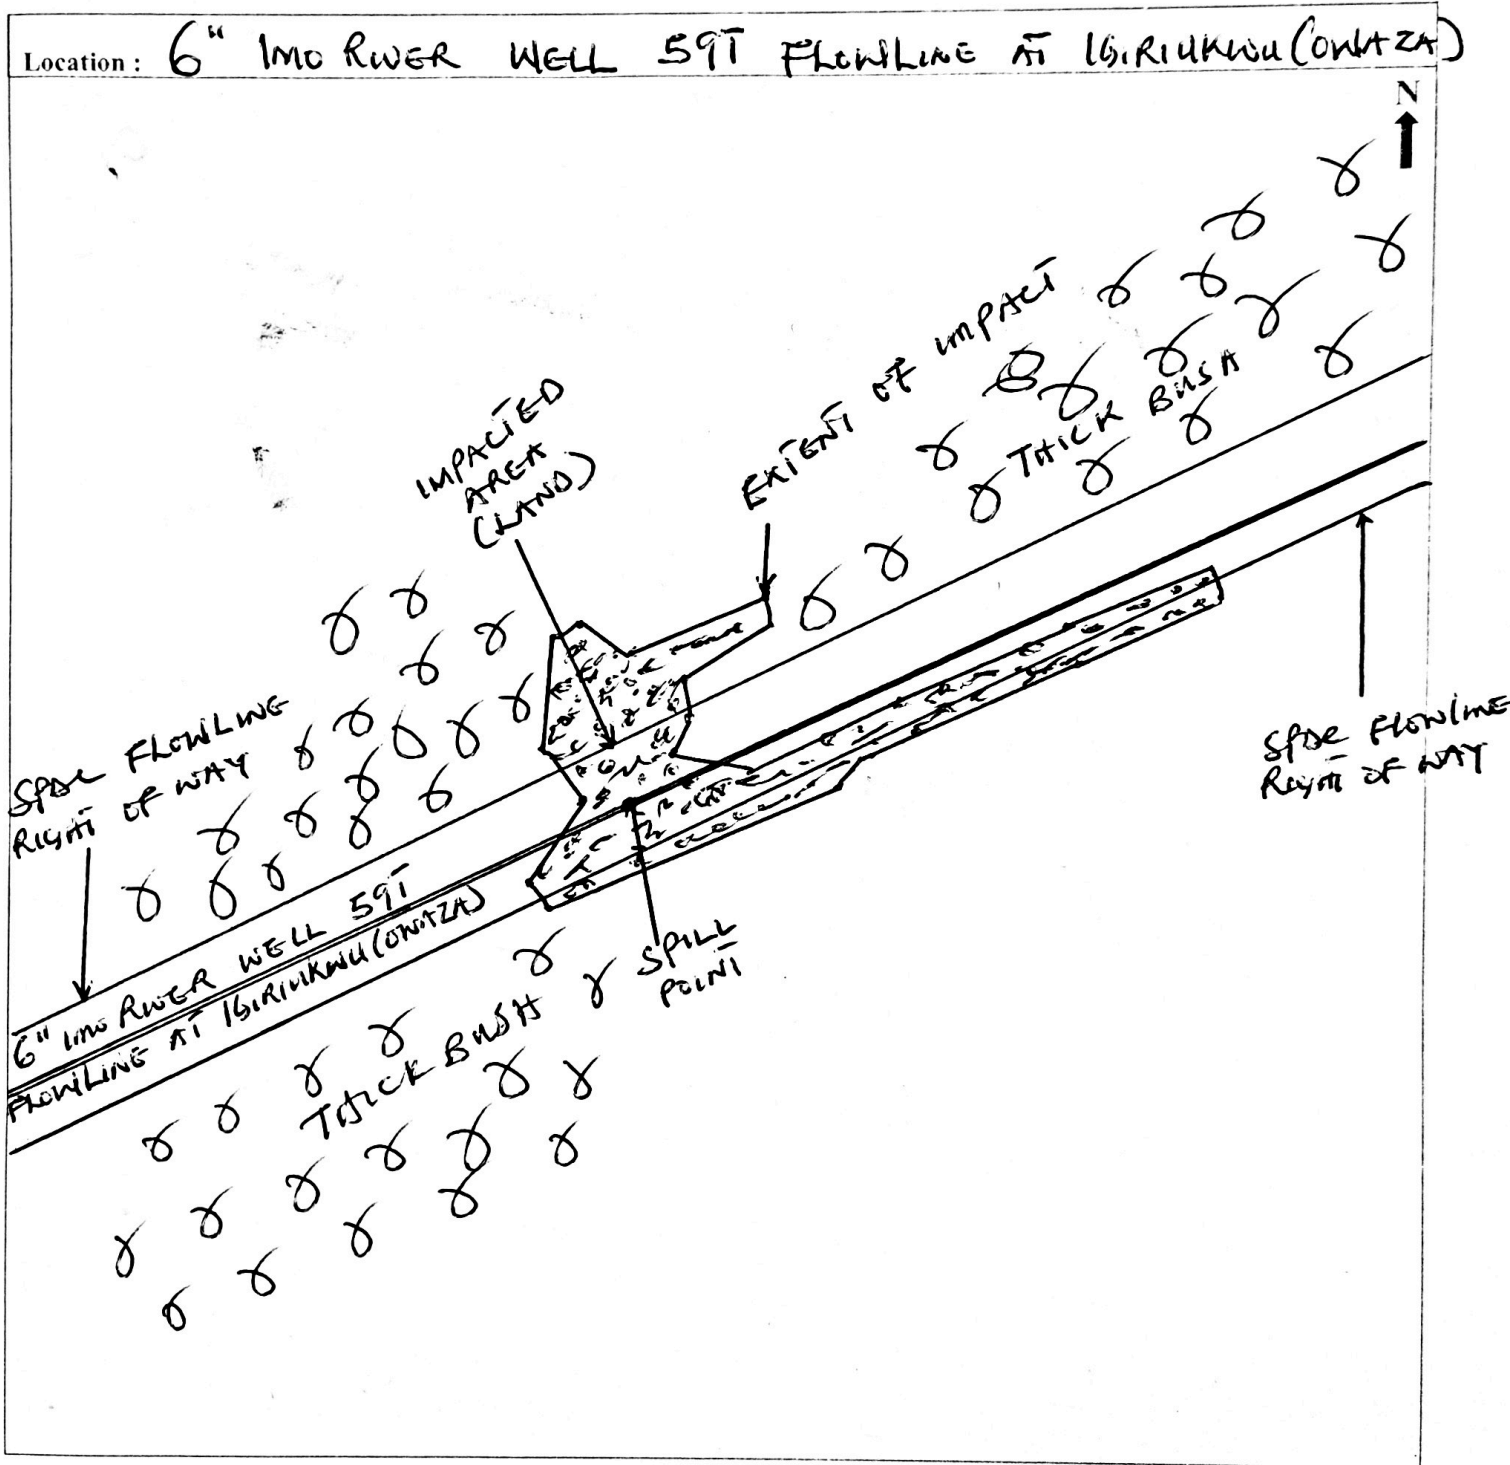 Location : 6" IMO RIVER WELL 59T FLOWLINE AT IGIRIUKWU (OWAZA)
N
EXTENT OF IMPACT
IMPACTED
AREA
(LAND)
THICK BUSH
SPDC FLOWLINE
RIGHT OF WAY
SPDC FLOWLINE
RIGHT OF WAY
6" IMO RIVER WELL 59T
FLOWLINE AT IGIRIUKWU (OWAZA)
SPILL
POINT
THICK BUSH